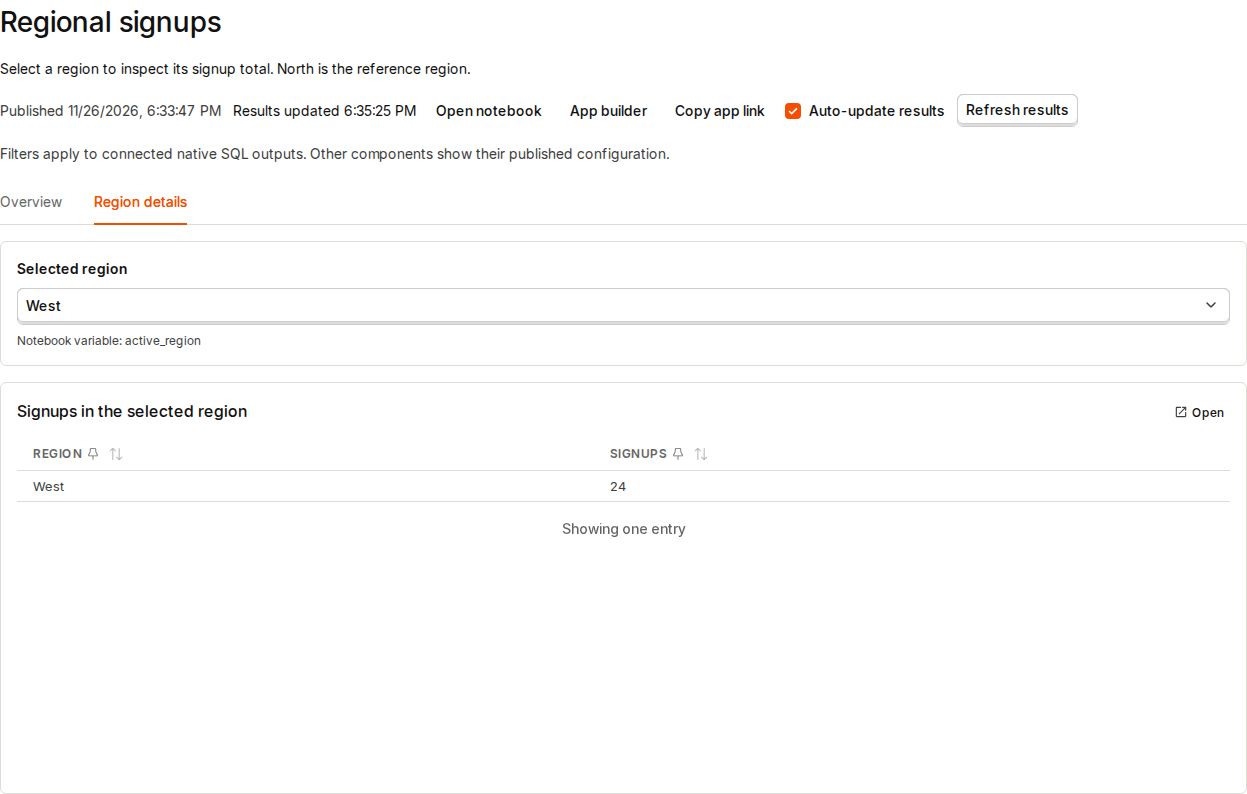 Regional signups
Select a region to inspect its signup total. North is the reference region.
Published 11/26/2026, 6:33:47 PM Results updated 6:35:25 PM Open notebook App builder Copy app link Auto-update results Refresh results
Filters apply to connected native SQL outputs. Other components show their published configuration.
Overview Region details
Selected region
West
Notebook variable: active_region
Signups in the selected region Open
REGION SIGNUPS
West 24
Showing one entry